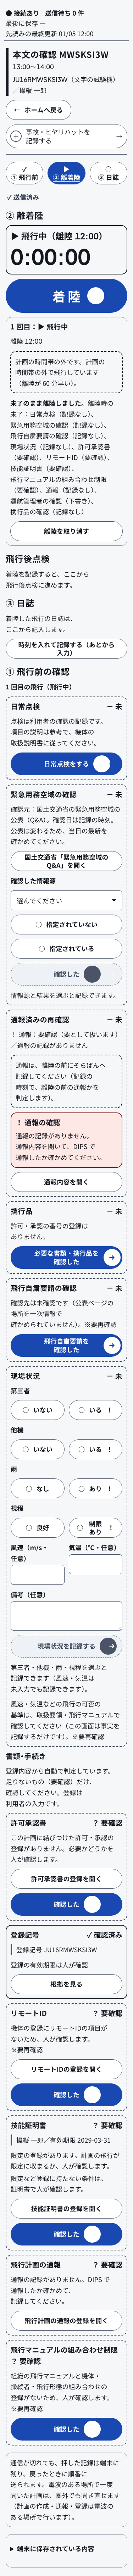 ● 接続あり　送信待ち 0 件
最後に保存 —
先読みの最終更新 01/05 12:00
本文の確認 MWSKSI3W
13:00〜14:00
JU16RMWSKSI3W（文字の試験機）
／操縦 一郎
← ホームへ戻る
事故・ヒヤリハットを
記録する →
✓
① 飛行前
▶
② 離着陸
○
③ 日誌
✓ 送信済み
② 離着陸
▶ 飛行中（離陸 12:00）
0:00:00
着陸
1 回目：▶ 飛行中
離陸 12:00
計画の時間帯の外です。計画の
時間帯の外で飛行しています
（離陸が 60 分早い）。
未了のまま離陸しました。離陸時の
未了：日常点検（記録なし）、
緊急用務空域の確認（記録なし）、
飛行自粛要請の確認（記録なし）、
現場状況（記録なし）、許可承認書
（要確認）、リモートID（要確認）、
技能証明書（要確認）、
飛行マニュアルの組み合わせ制限
（要確認）、通報（記録なし）、
運航管理者の確認（下書き）、
携行品の確認（記録なし）
離陸を取り消す
飛行後点検
着陸を記録すると、ここから
飛行後点検に進めます。
③ 日誌
離着陸した飛行の日誌は、
ここから記入します。
時刻を入れて記録する（あとから
入力）
① 飛行前の確認
1 回目の飛行（飛行中）
日常点検 － 未
点検は利用者の確認の記録です。
項目の説明は参考で、機体の
取扱説明書に従ってください。
日常点検をする
緊急用務空域の確認 － 未
確認元：国土交通省の緊急用務空域の
公表（Q&A）。確認日は記録の時刻。
公表は変わるため、当日の最新を
確かめてください。
国土交通省「緊急用務空域の
Q&A」を開く
確認した情報源
選んでください
○ 指定されていない
○ 指定されている
確認した
情報源と結果を選ぶと記録できます。
通報済みの再確認 － 未
！ 通報：要確認（要として扱います）
／通報の記録がありません
通報は、離陸の前にそらばんへ
記録してください（記録の
時刻で、離陸の前の通報かを
判定します）。
！ 通報の確認
通報の記録がありません。
通報内容を開いて、DIPS で
通報したか確かめてください。
通報内容を開く
携行品 － 未
許可・承認の番号の登録は
ありません。
必要な書類・携行品を
確認した →
飛行自粛要請の確認 － 未
確認先は未確認です（公表ページの
場所を一次情報で
確かめられていません）。※要再確認
飛行自粛要請を
確認した →
現場状況 － 未
第三者
○ いない
○ いる ！
他機
○ いない
○ いる ！
雨
○ なし
○ あり ！
視程
○ 良好
○ 制限
あり ！
風速（m/s・
任意）
気温（℃・任意）
備考（任意）
現場状況を記録する →
第三者・他機・雨・視程を選ぶと
記録できます（風速・気温は
未入力でも記録できます）。
風速・気温などの飛行の可否の
基準は、取扱要領・飛行マニュアルで
確認してください（この画面は事実を
記録するだけです）。※要再確認
書類・手続き
登録内容から自動で判定しています。
足りないもの（要確認）だけ、
確認してください。登録は
利用者の入力です。
許可承認書 ？ 要確認
この計画に結びつけた許可・承認の
登録がありません。必要かどうかを
人が確認します。
許可承認書の登録を開く
確認した
登録記号 ✓ 確認済み
登録記号 JU16RMWSKSI3W
登録の有効期限は人が確認
根拠を見る
リモートID ？ 要確認
機体の登録にリモートIDの項目が
ないため、人が確認します。
※要再確認
リモートIDの登録を開く
確認した
技能証明書 ？ 要確認
操縦 一郎／有効期限 2029-03-31
限定の登録があります。計画の飛行が
限定に収まるか、人が確認します。
限定など登録に持たない条件は、
証明書で人が確認します。
技能証明書の登録を開く
確認した
飛行計画の通報 ？ 要確認
通報の記録がありません。DIPS で
通報したか確かめて、
記録してください。
飛行計画の通報の登録を開く
飛行マニュアルの組み合わせ制限
？ 要確認
組織の飛行マニュアルと機体・
操縦者・飛行形態の組み合わせの
登録がないため、人が確認します。
※要再確認
確認した
通信が切れても、押した記録は端末に
残り、戻ったときに順番に
送られます。電波のある場所で一度
開いた計画は、圏外でも開き直せます
（計画の作成・通報・登録は電波の
ある場所で行います）。
▶ 端末に保存されている内容